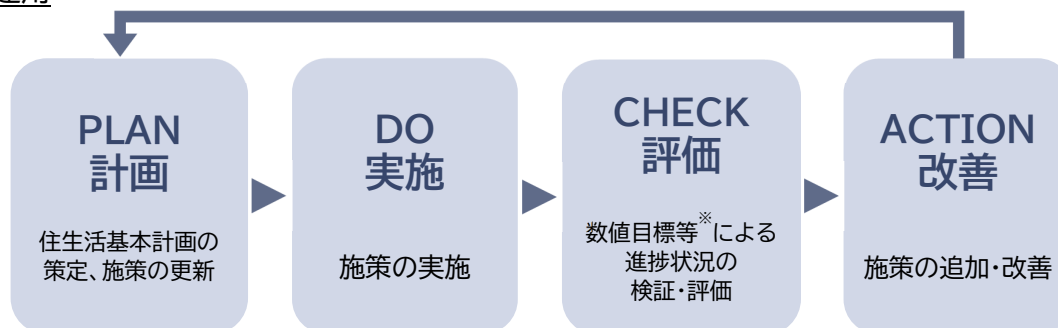 運用
PLAN
計画
住生活基本計画の
策定、施策の更新
DO
実施
施策の実施
CHECK
評価
数値目標等※による
進捗状況の
検証・評価
ACTION
改善
施策の追加・改善